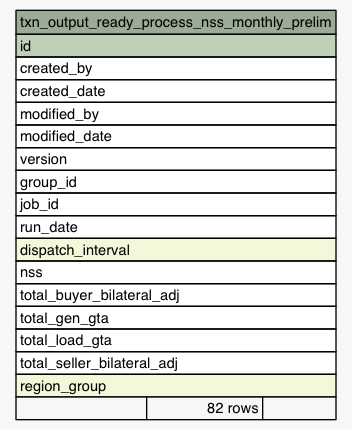 txn_output_ready_process_nss_monthly_prelim
id
created_by
created_date
modified_by
modified_date
version
group_id
job_id
run_date
dispatch_interval
nss
total_buyer_bilateral_adj
total_gen_gta
total_load_gta
total_seller_bilateral_adj
region_group
82 rows